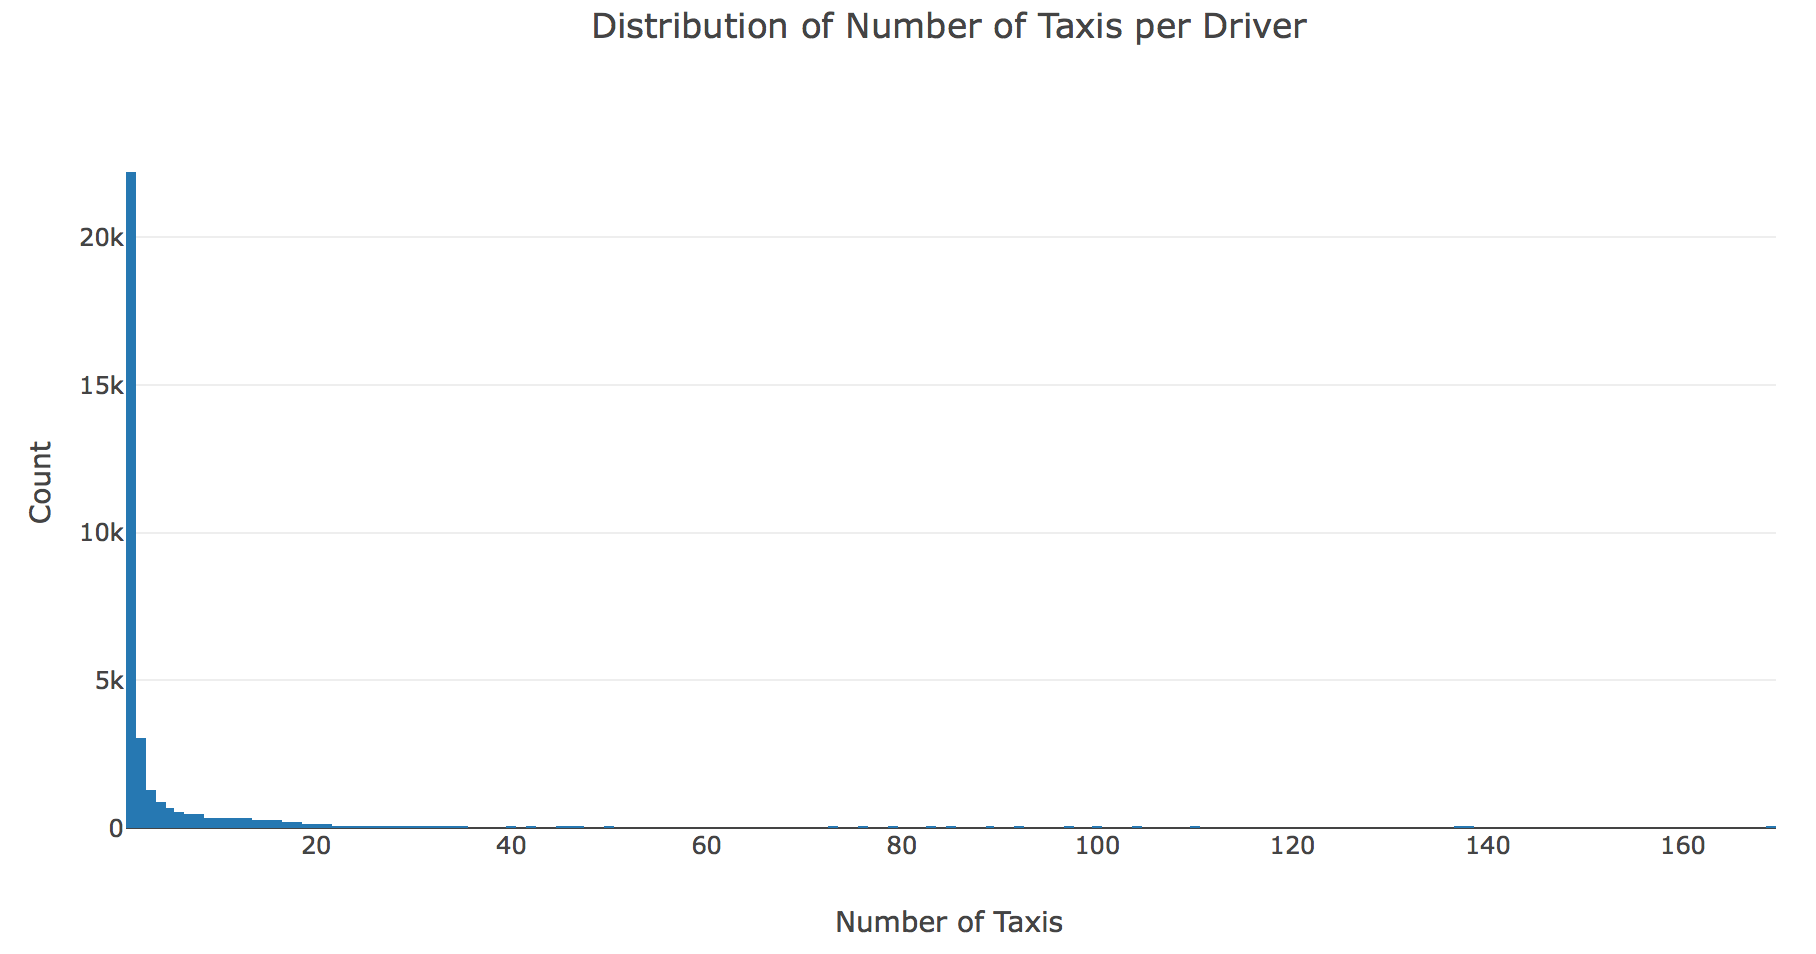 Distribution of Number of Taxis per Driver
20k
15k
10k
5k
0
Count
20 40 60 80 100 120 140 160
Number of Taxis